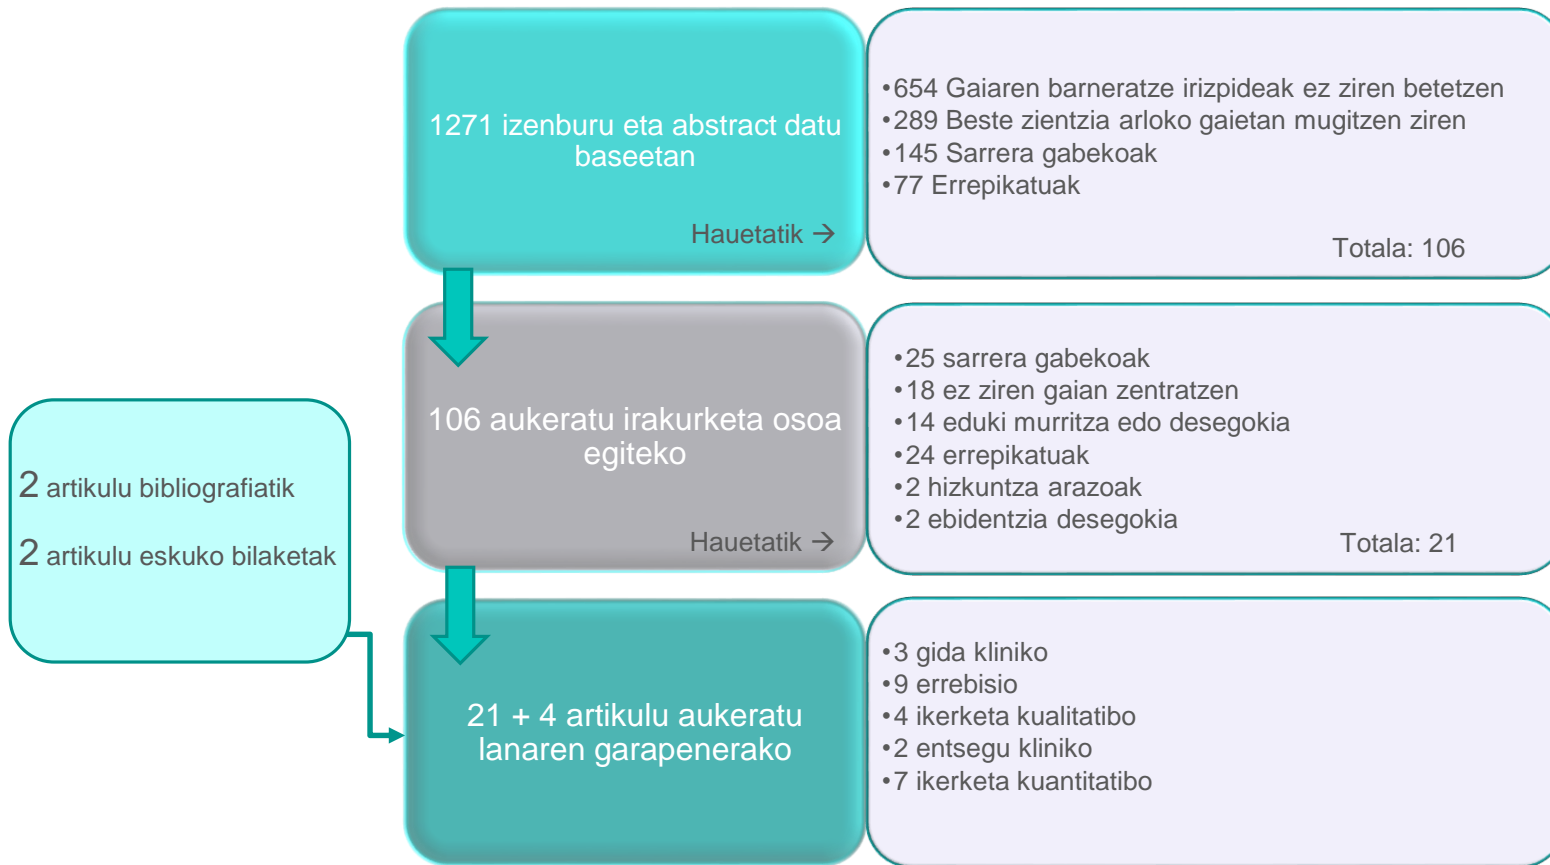 1271 izenburu eta abstract datu
baseetan
Hauetatik →
•654 Gaiaren barneratze irizpideak ez ziren betetzen
•289 Beste zientzia arloko gaietan mugitzen ziren
•145 Sarrera gabekoak
•77 Errepikatuak
Totala: 106
106 aukeratu irakurketa osoa
egiteko
Hauetatik →
•25 sarrera gabekoak
•18 ez ziren gaian zentratzen
•14 eduki murritza edo desegokia
•24 errepikatuak
•2 hizkuntza arazoak
•2 ebidentzia desegokia
Totala: 21
2 artikulu bibliografiatik
2 artikulu eskuko bilaketak
21 + 4 artikulu aukeratu
lanaren garapenerako
•3 gida kliniko
•9 errebisio
•4 ikerketa kualitatibo
•2 entsegu kliniko
•7 ikerketa kuantitatibo